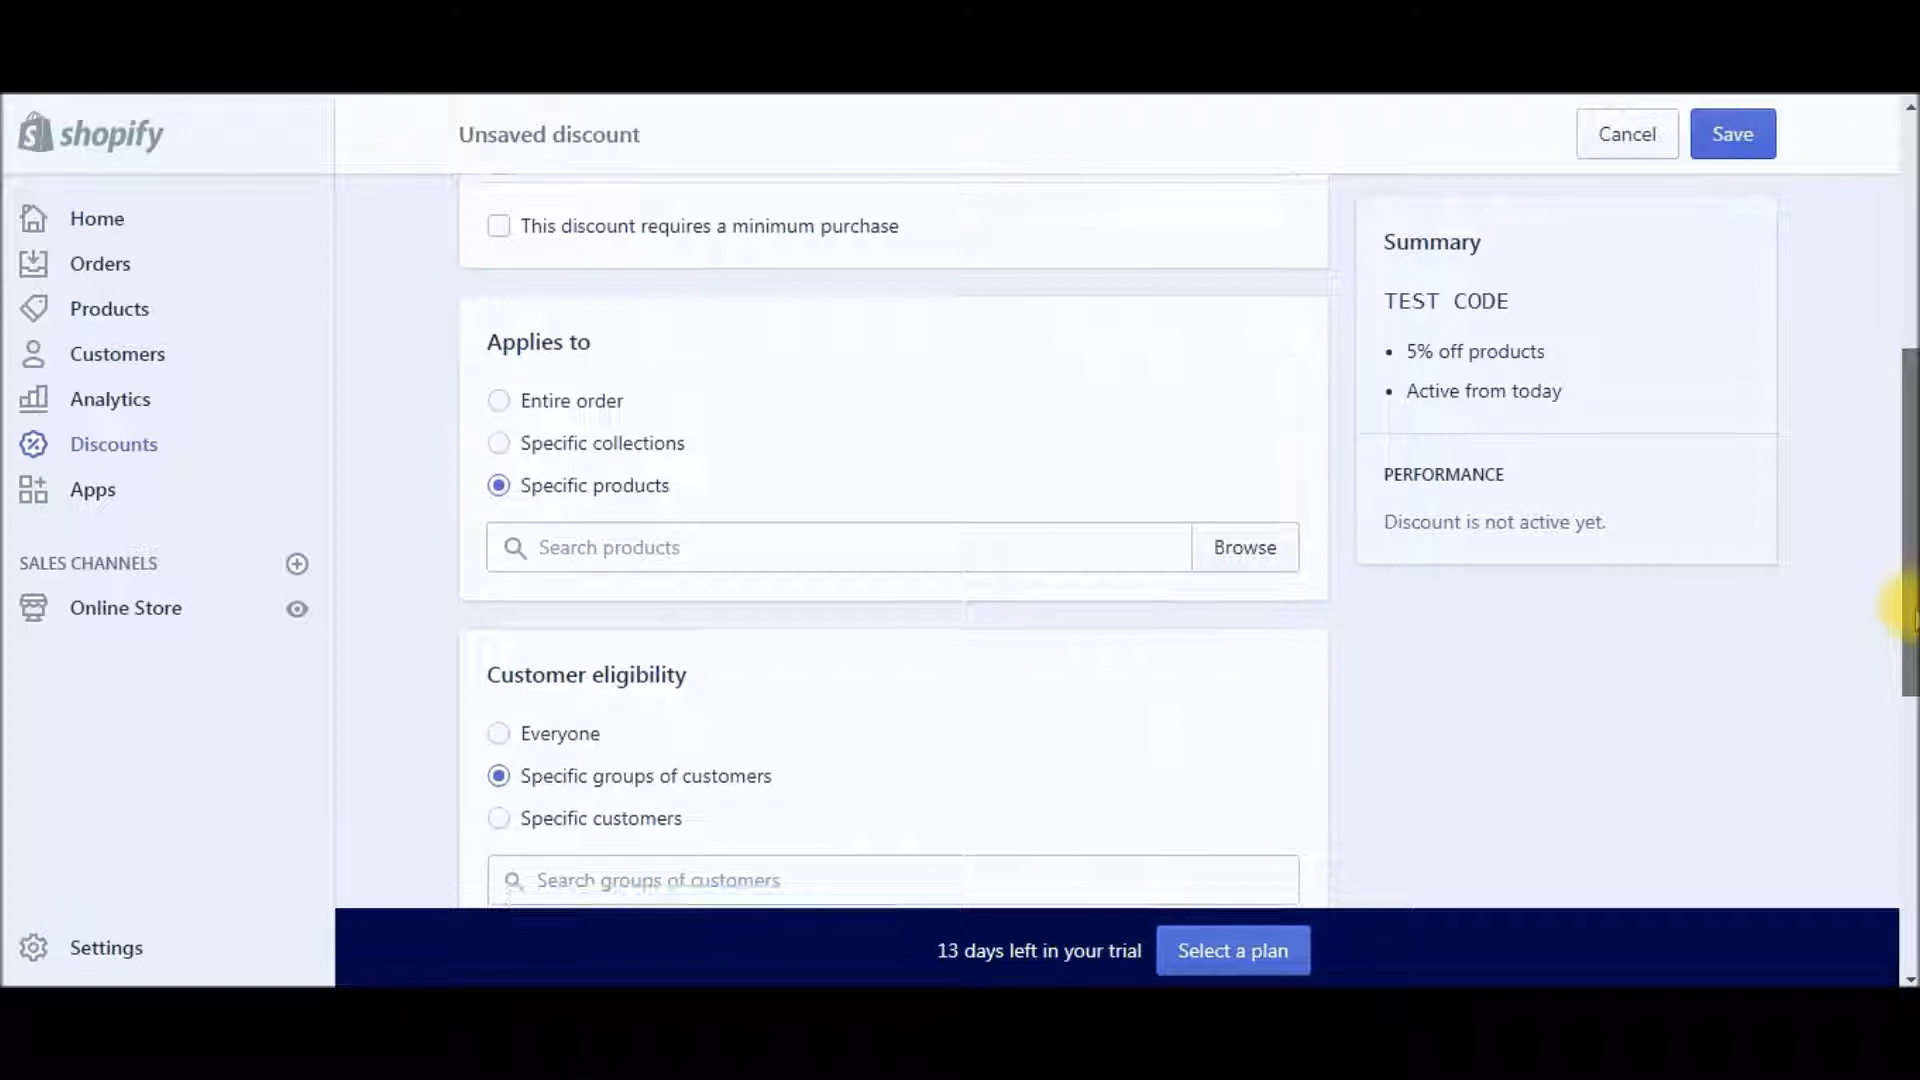 shopify
Unsaved discount
Cancel
Save
Home
Orders
Products
Customers
Analytics
Discounts
Apps
SALES CHANNELS
Online Store
Settings
This discount requires a minimum purchase
Applies to
Entire order
Specific collections
Specific products
Search products
Browse
Customer eligibility
Everyone
Specific groups of customers
Specific customers
Search groups of customers
Summary
TEST CODE
• 5% off products
• Active from today
PERFORMANCE
Discount is not active yet.
13 days left in your trial
Select a plan